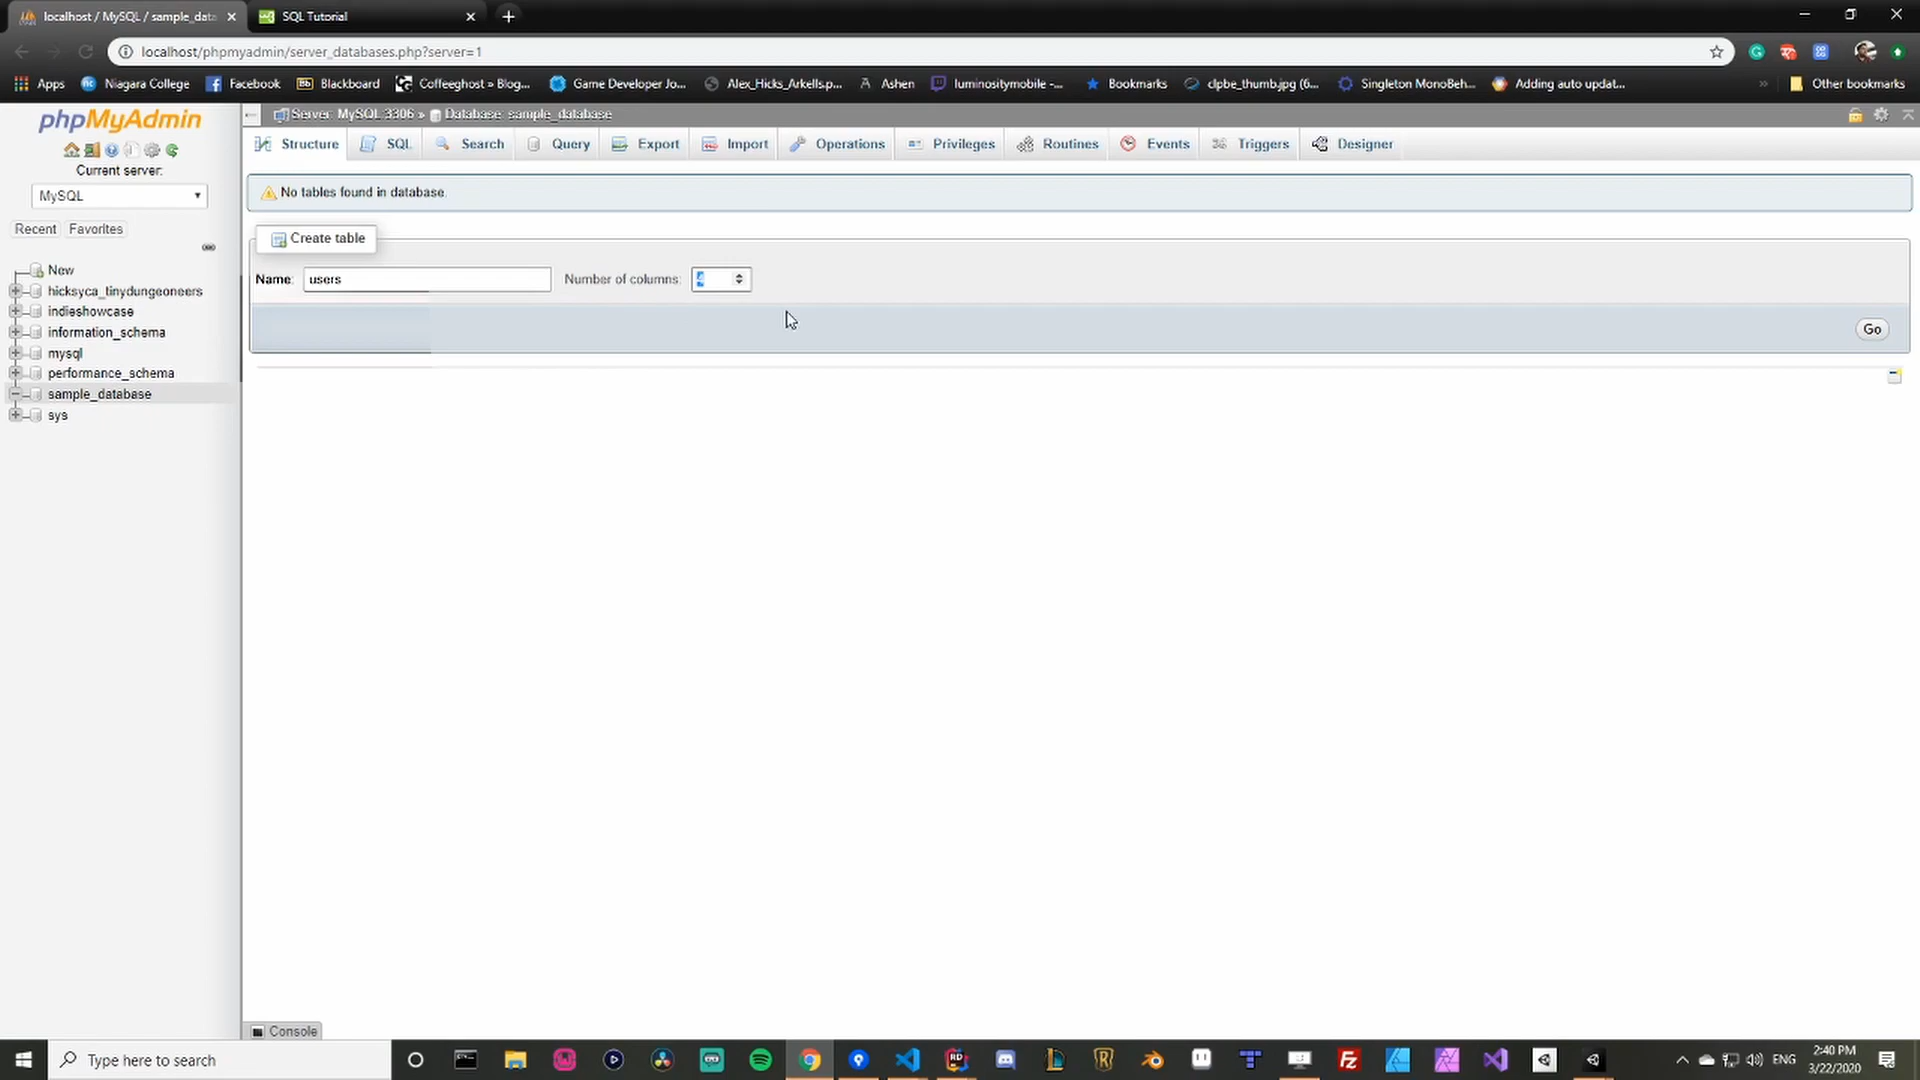 localhost / MySQL / sample_data
SQL Tutorial
localhost/phpmyadmin/server_databases.php?server=1
Apps
Niagara College
Facebook
Blackboard
Coffeeghost » Blog...
Game Developer Jo...
Alex_Hicks_Arkells.p...
Ashen
luminositymobile -...
Bookmarks
clpbe_thumb.jpg (6...
Singleton MonoBeh...
Adding auto updat...
»
Other bookmarks
phpMyAdmin
Current server:
MySQL
Recent Favorites
New
hicksyca_tinydungeoneers
indieshowcase
information_schema
mysql
performance_schema
sample_database
sys
Server: MySQL 3306 » Database: sample_database
Structure SQL Search Query Export Import Operations Privileges Routines Events Triggers Designer
No tables found in database.
Create table
Name: users Number of columns:
Go
Console
Type here to search
ENG
2:40 PM
3/22/2020